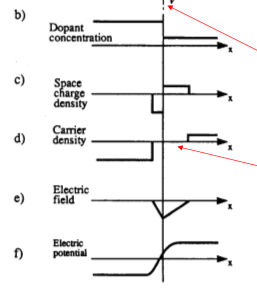 b)
Dopant
concentration
x
c)
Space
charge
density
x
d)
Carrier
density
x
e)
Electric
field
x
f)
Electric
potential
x